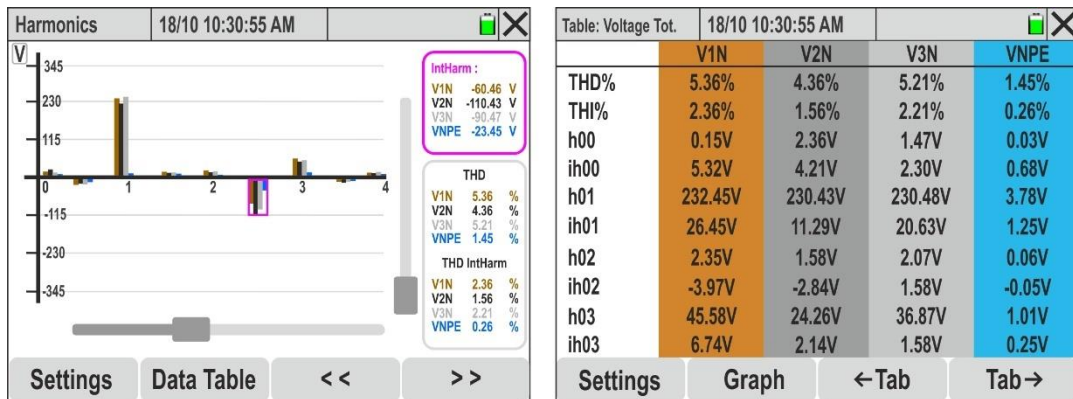 Harmonics 18/10 10:30:55 AM
V
345
230
115
0 1 2 3 4
-115
-230
-345
IntHarm :
V1N -60.46 V
V2N -110.43 V
V3N -90.47 V
VNPE -23.45 V
THD
V1N 5.36 %
V2N 4.36 %
V3N 5.21 %
VNPE 1.45 %
THD IntHarm
V1N 2.36 %
V2N 1.56 %
V3N 2.21 %
VNPE 0.26 %
Settings Data Table << >>
Table: Voltage Tot. 18/10 10:30:55 AM
V1N V2N V3N VNPE
THD% 5.36% 4.36% 5.21% 1.45%
THI% 2.36% 1.56% 2.21% 0.26%
h00 0.15V 2.36V 1.47V 0.03V
ih00 5.32V 4.21V 2.30V 0.68V
h01 232.45V 230.43V 230.48V 3.78V
ih01 26.45V 11.29V 20.63V 1.25V
h02 2.35V 1.58V 2.07V 0.06V
ih02 -3.97V -2.84V 1.58V -0.05V
h03 45.58V 24.26V 36.87V 1.01V
ih03 6.74V 2.14V 1.58V 0.25V
Settings Graph ←Tab Tab→